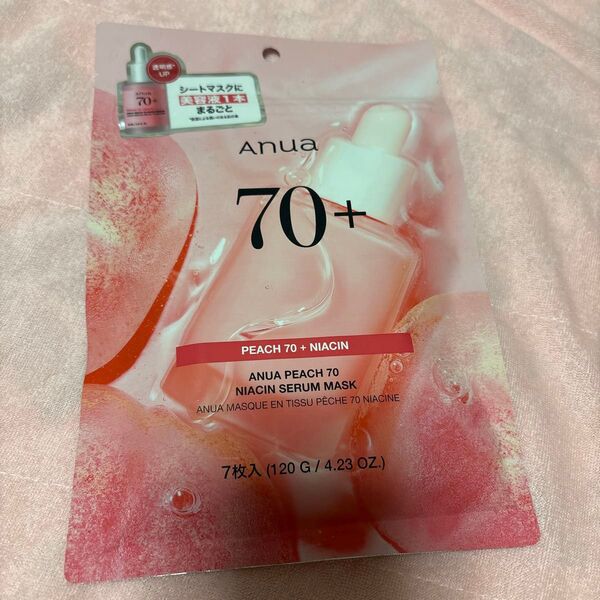 透明感*
UP
Anua
70+
シートマスクに
美容液1本
まるごと
Anua
70+
PEACH 70 + NIACIN
ANUA PEACH 70
NIACIN SERUM MASK
ANUA MASQUE EN TISSU PÊCHE 70 NIACINE
7枚入 (120 G / 4.23 OZ.)